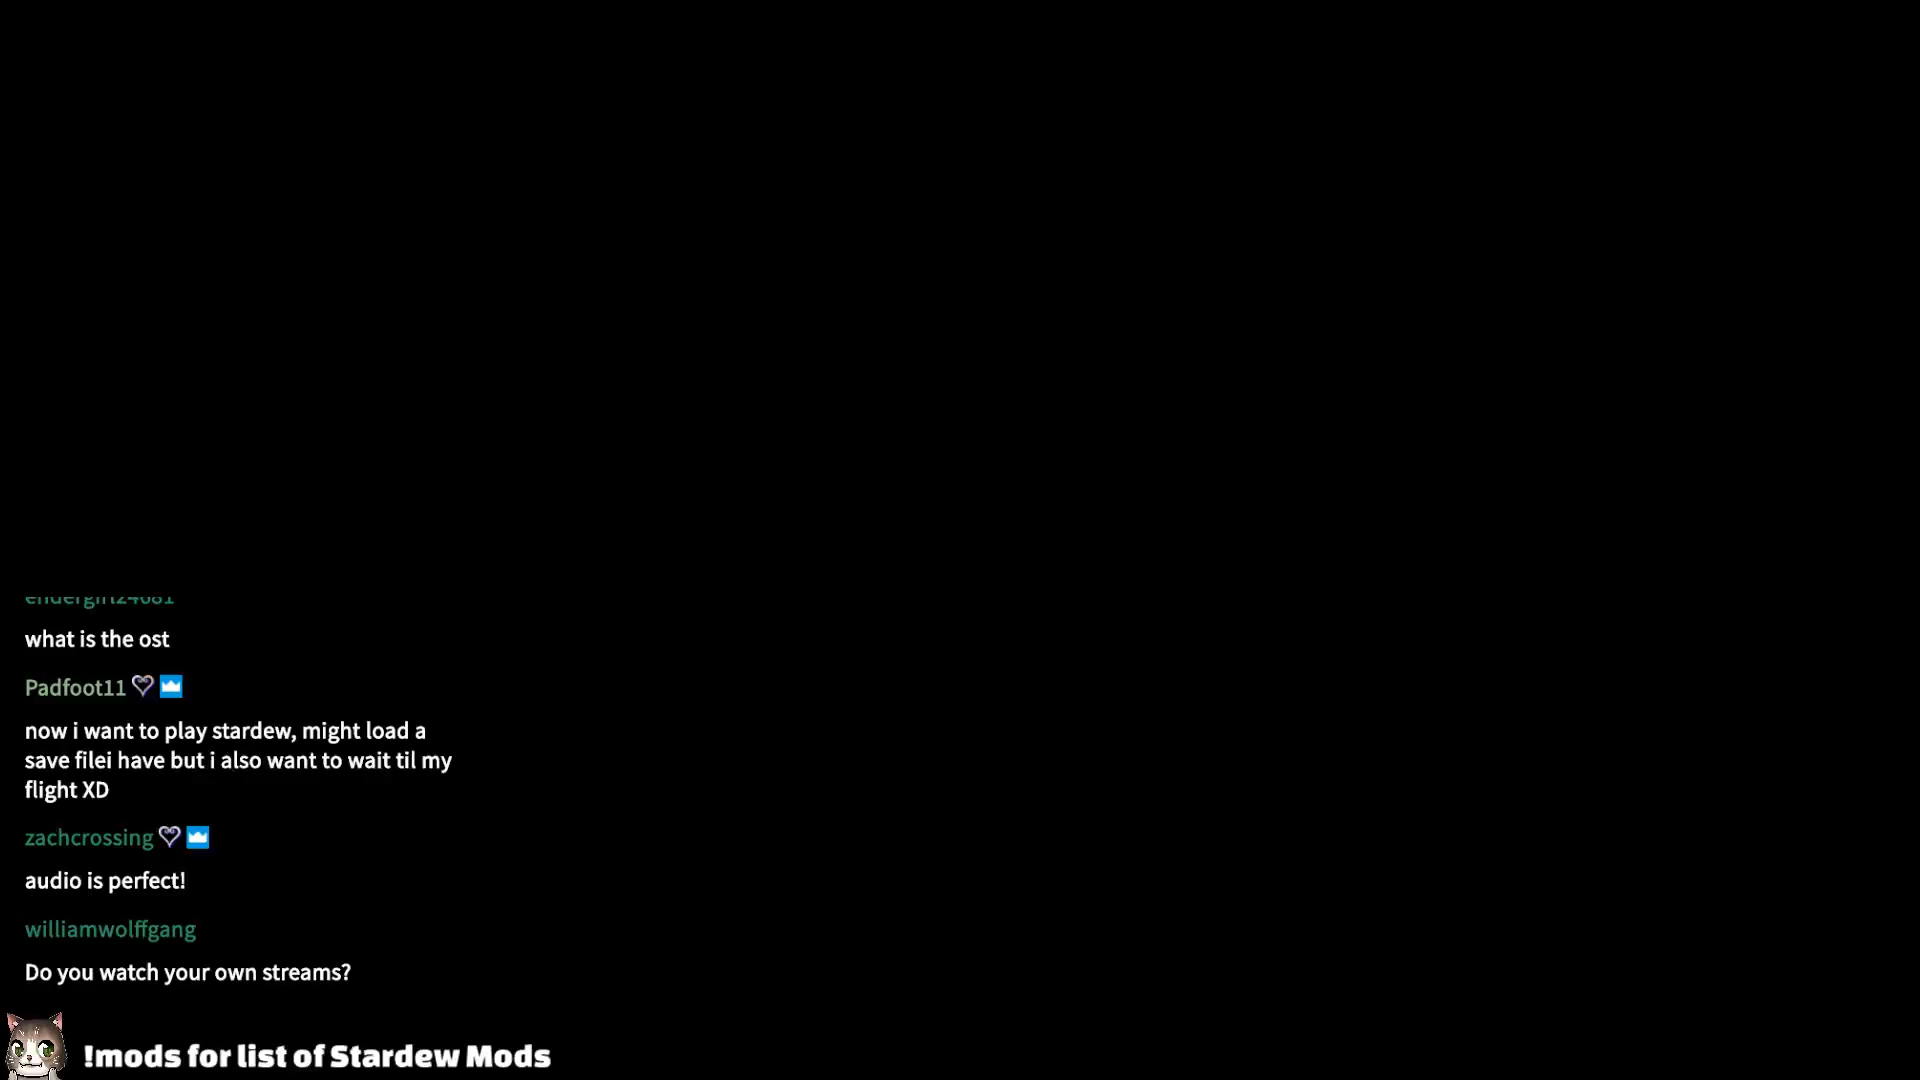 what is the ost
Padfoot11
now i want to play stardew, might load a
save filei have but i also want to wait til my
flight XD
zachcrossing
audio is perfect!
williamwolffgang
Do you watch your own streams?
!mods for list of Stardew Mods